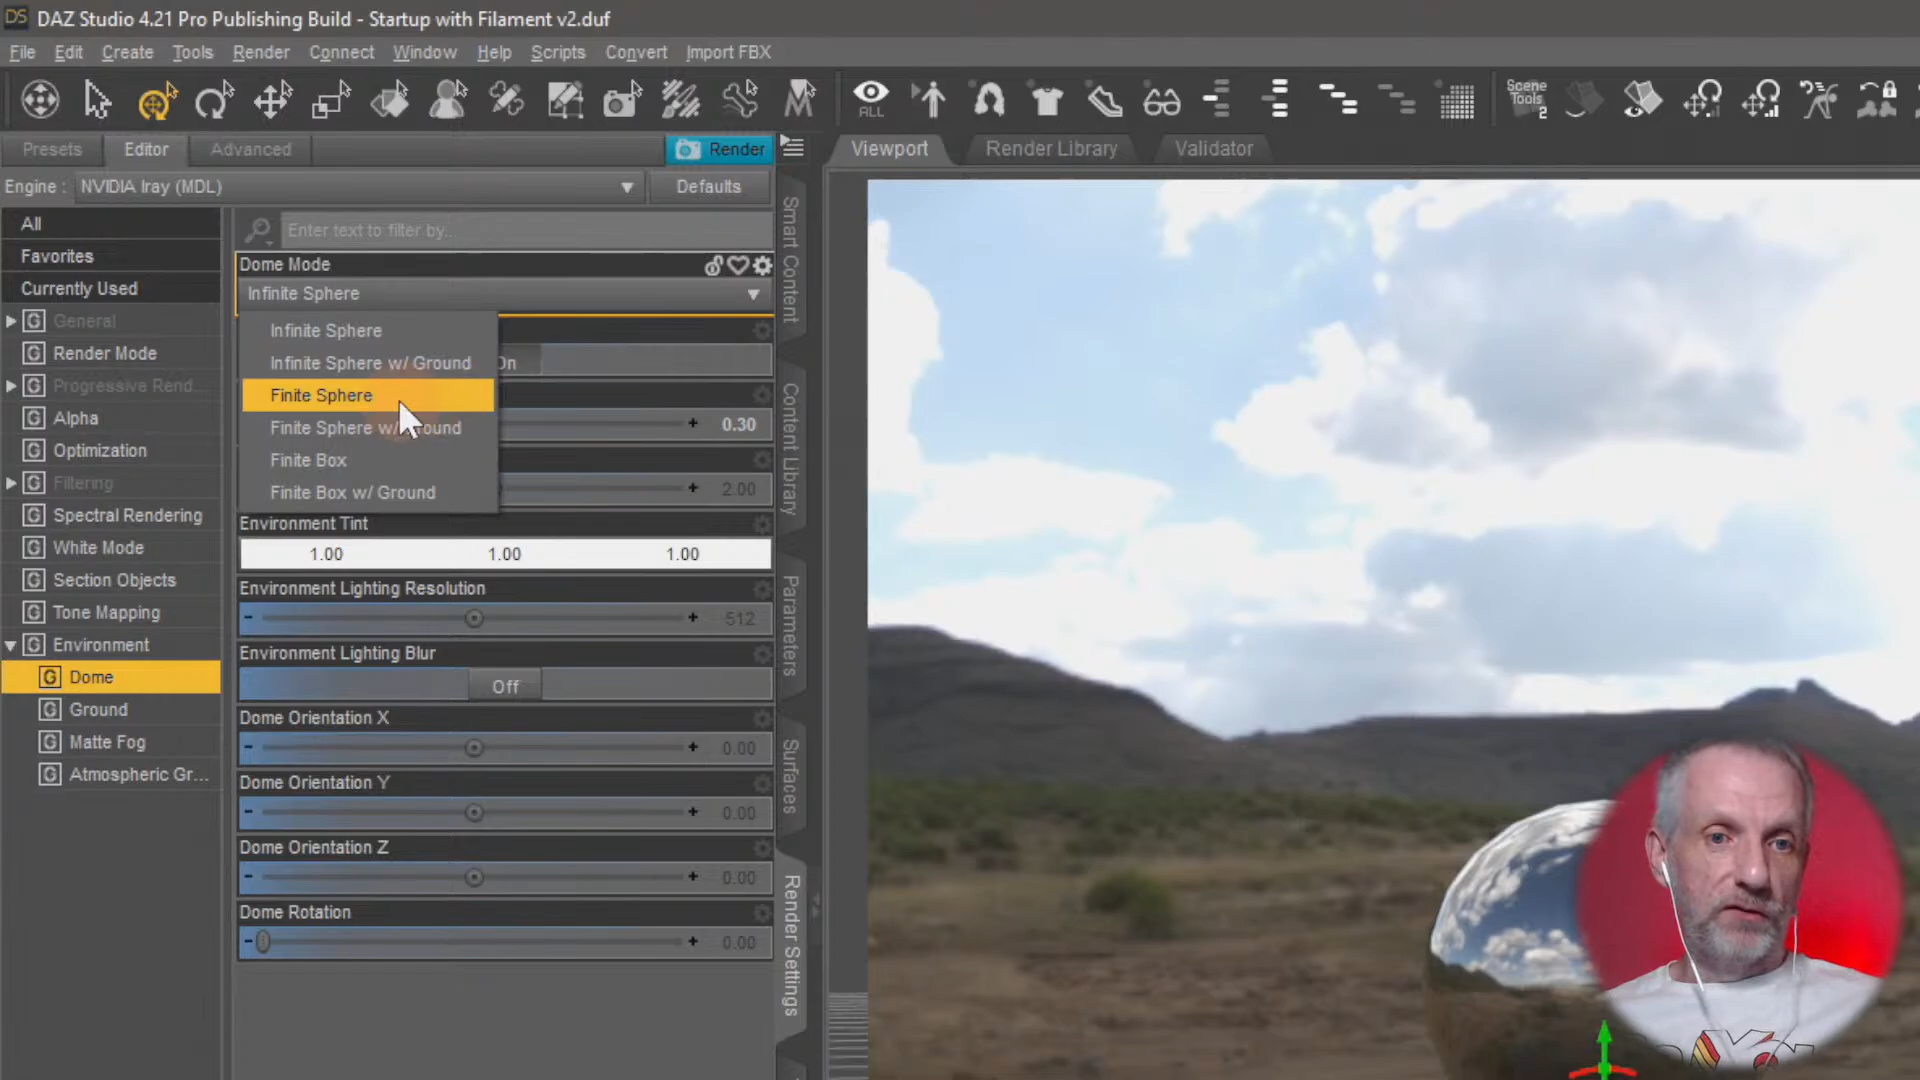 DS DAZ Studio 4.21 Pro Publishing Build - Startup with Filament v2.duf
File Edit Create Tools Render Connect Window Help Scripts Convert Import FBX
ALL
Scene Tools 2
Presets Editor Advanced Render
Viewport Render Library Validator
Engine : NVIDIA Iray (MDL) Defaults
All
Favorites
Currently Used
G General
G Render Mode
G Progressive Rend...
G Alpha
G Optimization
G Filtering
G Spectral Rendering
G White Mode
G Section Objects
G Tone Mapping
G Environment
G Dome
G Ground
G Matte Fog
G Atmospheric Gr...
Enter text to filter by...
Dome Mode
Infinite Sphere
Infinite Sphere
Infinite Sphere w/ Ground
On
Finite Sphere
Finite Sphere w/
+ 0.30
Finite Box
+ 2.00
Finite Box w/ Ground
Environment Tint
1.00 1.00 1.00
Environment Lighting Resolution
- + 512
Environment Lighting Blur
Off
Dome Orientation X
- + 0.00
Dome Orientation Y
- + 0.00
Dome Orientation Z
- + 0.00
Dome Rotation
- + 0.00
Smart Content
Content Library
Parameters
Surfaces
Render Settings